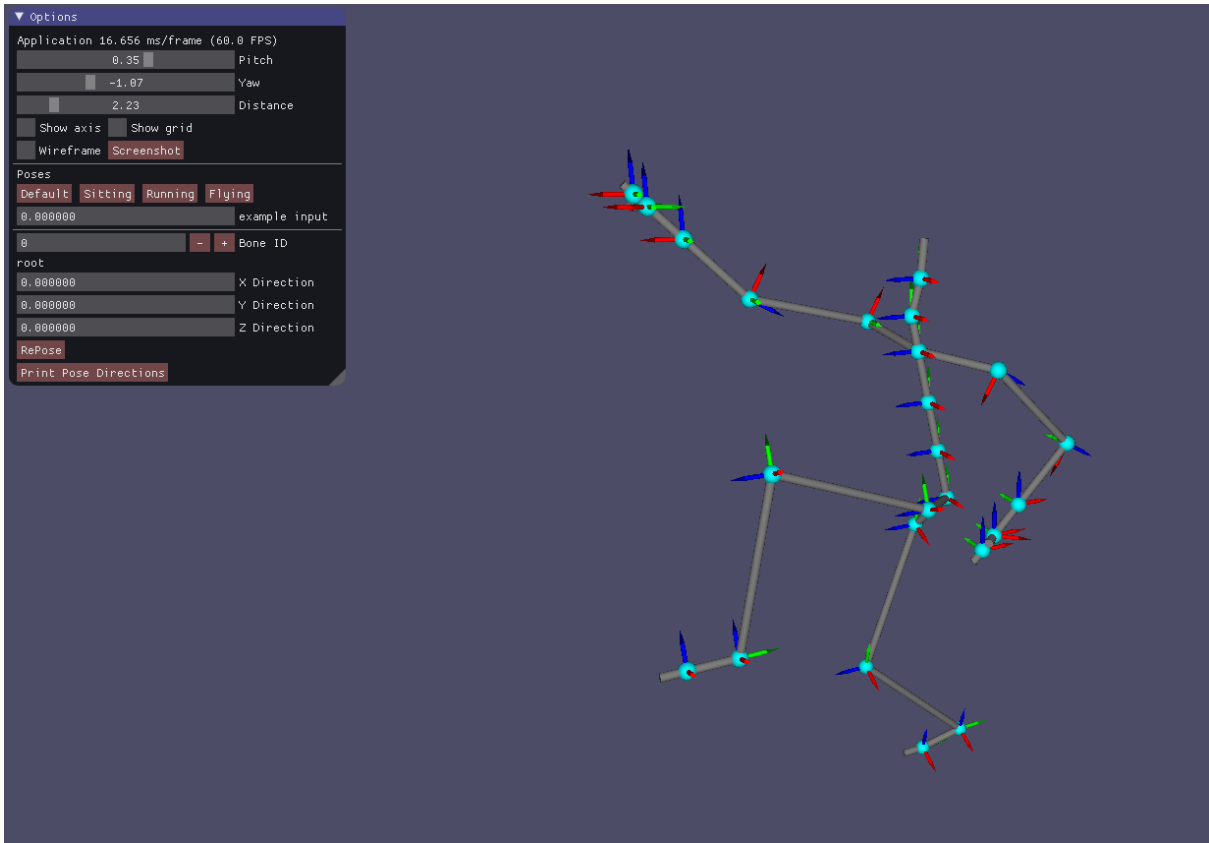 ▼ Options
Application 16.656 ms/frame (60.0 FPS)
0.35 Pitch
-1.07 Yaw
2.23 Distance
Show axis Show grid
Wireframe Screenshot
Poses
Default Sitting Running Flying
0.000000 example input
0 - + Bone ID
root
0.000000 X Direction
0.000000 Y Direction
0.000000 Z Direction
RePose
Print Pose Directions